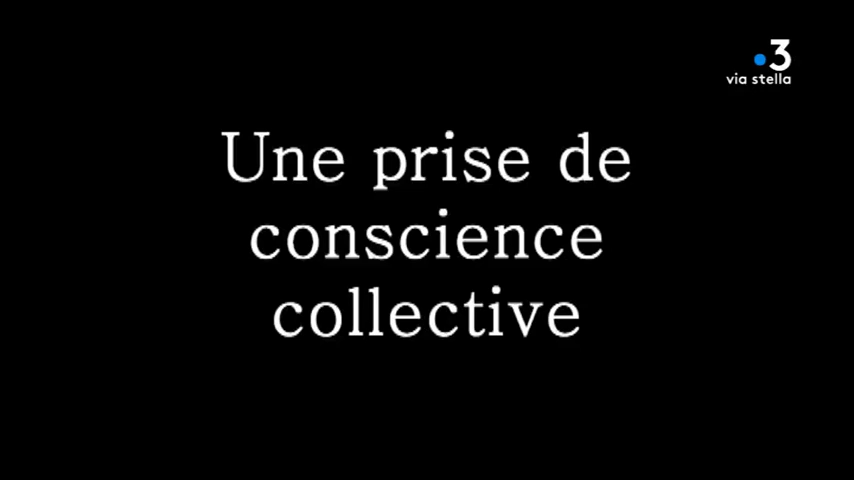 3
via stella
Une prise de
conscience
collective